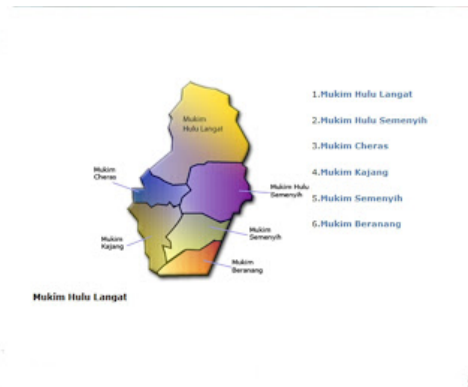 Mukim
Hulu Langat
Mukim
Cheras
Mukim Hulu
Semenyih
Mukim
Semenyih
Mukim
Kajang
Mukim
Beranang
1.Mukim Hulu Langat
2.Mukim Hulu Semenyih
3.Mukim Cheras
4.Mukim Kajang
5.Mukim Semenyih
6.Mukim Beranang
Mukim Hulu Langat